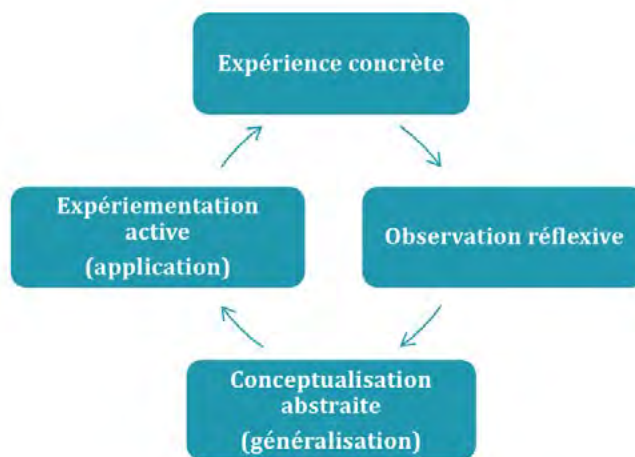 Expérience concrète
Expériementation
active
(application)
Observation réflexive
Conceptualisation
abstraite
(généralisation)